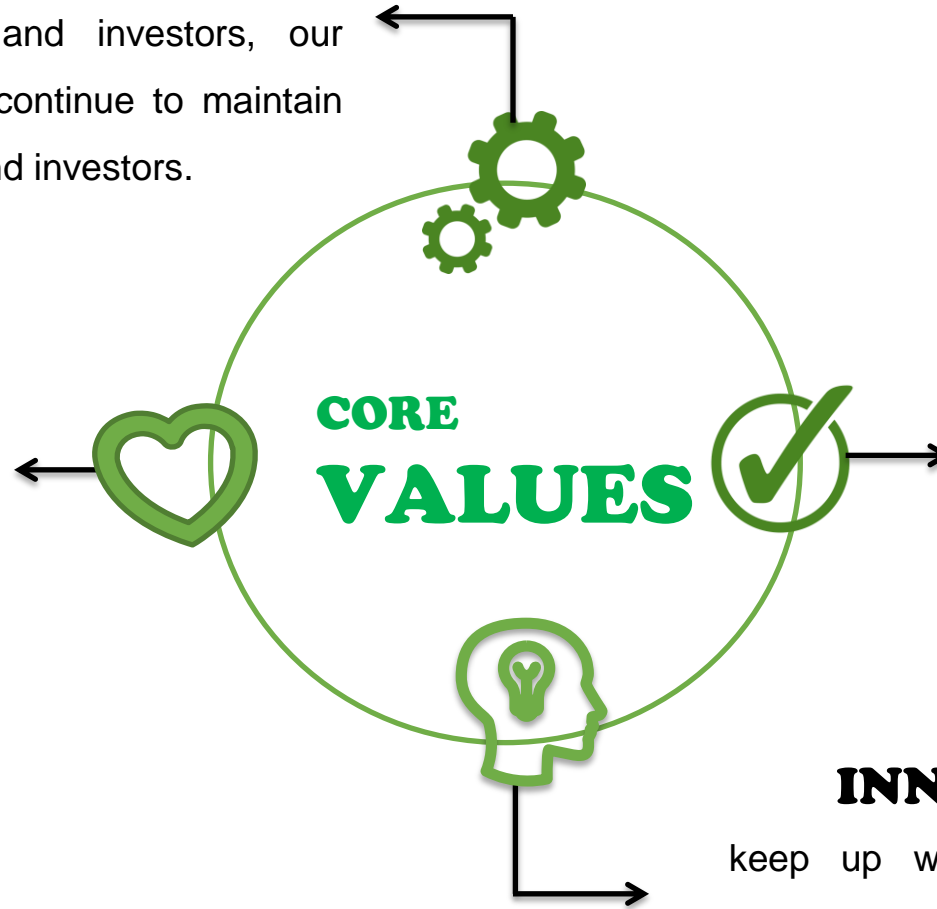 and investors, our
continue to maintain
nd investors.
CORE
VALUES
INN
keep up w